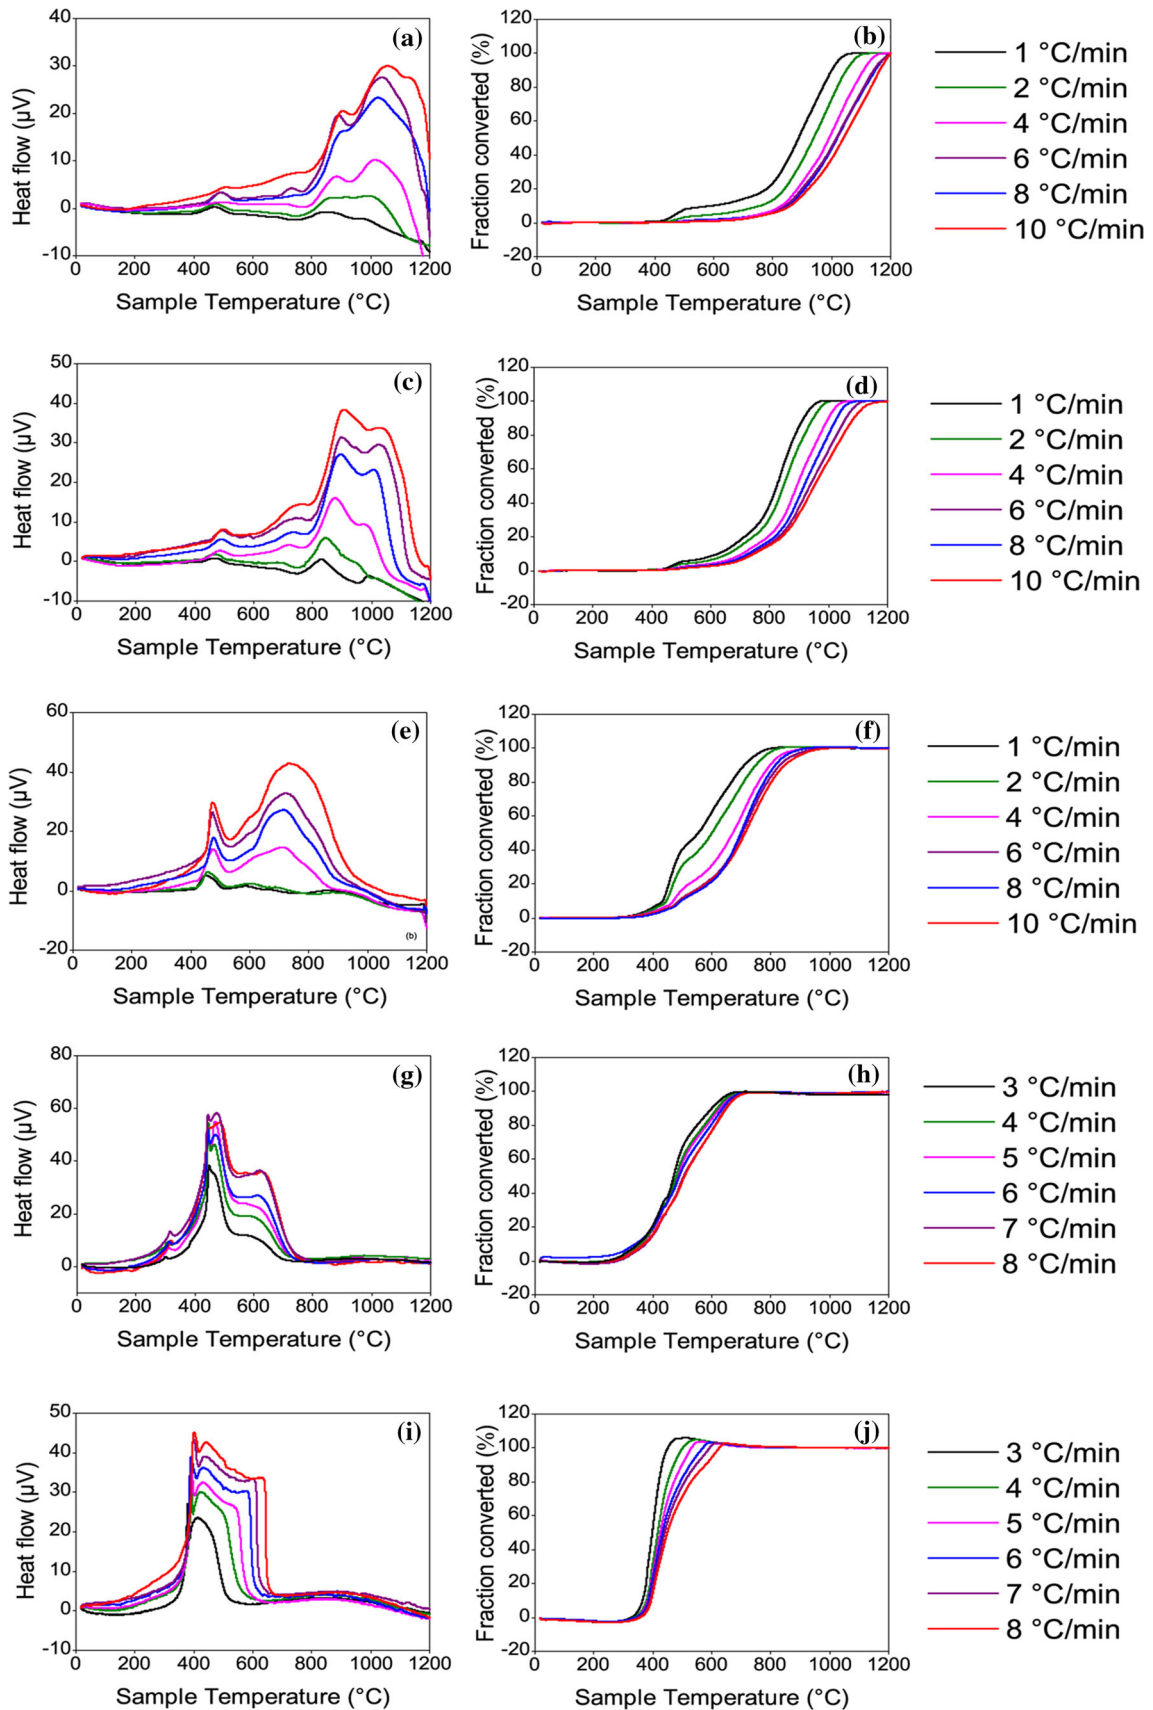 (a)
40
30
20
10
0
-10
Heat flow (µV)
0 200 400 600 800 1000 1200
Sample Temperature (°C)
(b)
120
100
80
60
40
20
0
-20
Fraction converted (%)
0 200 400 600 800 1000 1200
Sample Temperature (°C)
1 °C/min
2 °C/min
4 °C/min
6 °C/min
8 °C/min
10 °C/min
(c)
50
40
30
20
10
0
-10
Heat flow (µV)
0 200 400 600 800 1000 1200
Sample Temperature (°C)
(d)
120
100
80
60
40
20
0
-20
Fraction converted (%)
0 200 400 600 800 1000 1200
Sample Temperature (°C)
1 °C/min
2 °C/min
4 °C/min
6 °C/min
8 °C/min
10 °C/min
(e)
60
40
20
0
-20
Heat flow (µV)
(b)
0 200 400 600 800 1000 1200
Sample Temperature (°C)
(f)
120
100
80
60
40
20
0
-20
Fraction converted (%)
0 200 400 600 800 1000 1200
Sample Temperature (°C)
1 °C/min
2 °C/min
4 °C/min
6 °C/min
8 °C/min
10 °C/min
(g)
80
60
40
20
0
Heat flow (µV)
0 200 400 600 800 1000 1200
Sample Temperature (°C)
(h)
120
100
80
60
40
20
0
-20
Fraction converted (%)
0 200 400 600 800 1000 1200
Sample Temperature (°C)
3 °C/min
4 °C/min
5 °C/min
6 °C/min
7 °C/min
8 °C/min
(i)
50
40
30
20
10
0
-10
Heat flow (µV)
0 200 400 600 800 1000 1200
Sample Temperature (°C)
(j)
120
100
80
60
40
20
0
-20
Fraction converted (%)
0 200 400 600 800 1000 1200
Sample Temperature (°C)
3 °C/min
4 °C/min
5 °C/min
6 °C/min
7 °C/min
8 °C/min